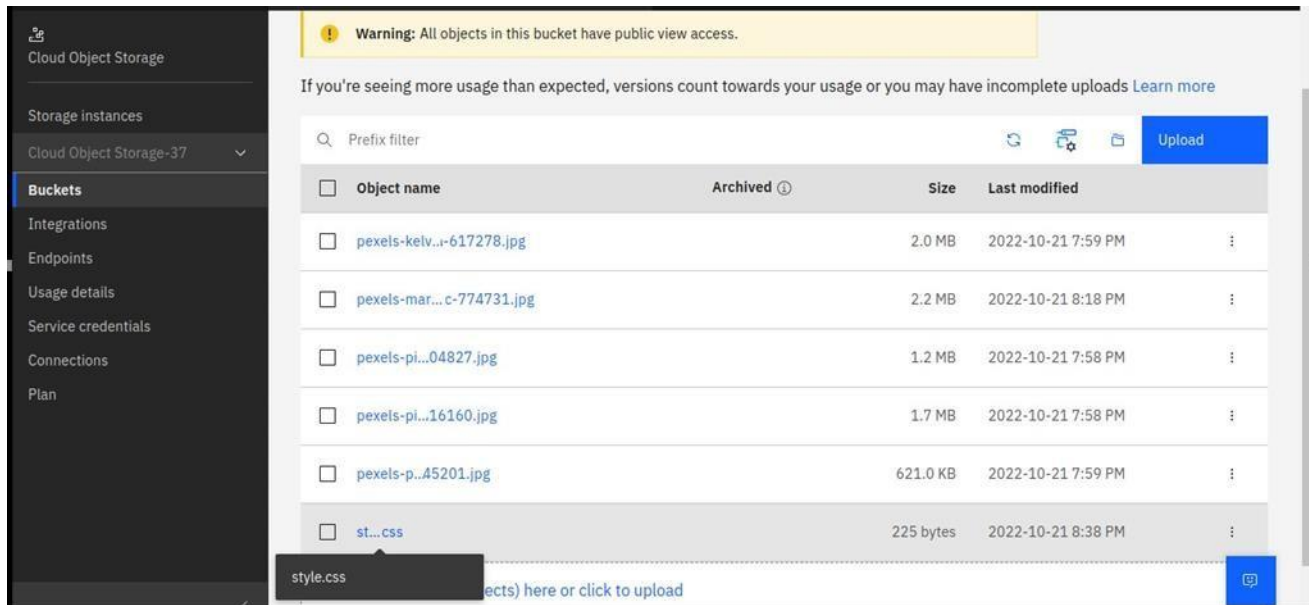 Cloud Object Storage
Storage instances
Cloud Object Storage-37
Buckets
Integrations
Endpoints
Usage details
Service credentials
Connections
Plan
Warning: All objects in this bucket have public view access.
If you're seeing more usage than expected, versions count towards your usage or you may have incomplete uploads Learn more
Prefix filter
Upload
Object name Archived Size Last modified
pexels-kelv...-617278.jpg 2.0 MB 2022-10-21 7:59 PM
pexels-mar...c-774731.jpg 2.2 MB 2022-10-21 8:18 PM
pexels-pi...04827.jpg 1.2 MB 2022-10-21 7:58 PM
pexels-pi...16160.jpg 1.7 MB 2022-10-21 7:58 PM
pexels-p..45201.jpg 621.0 KB 2022-10-21 7:59 PM
st...css 225 bytes 2022-10-21 8:38 PM
style.css
ects) here or click to upload